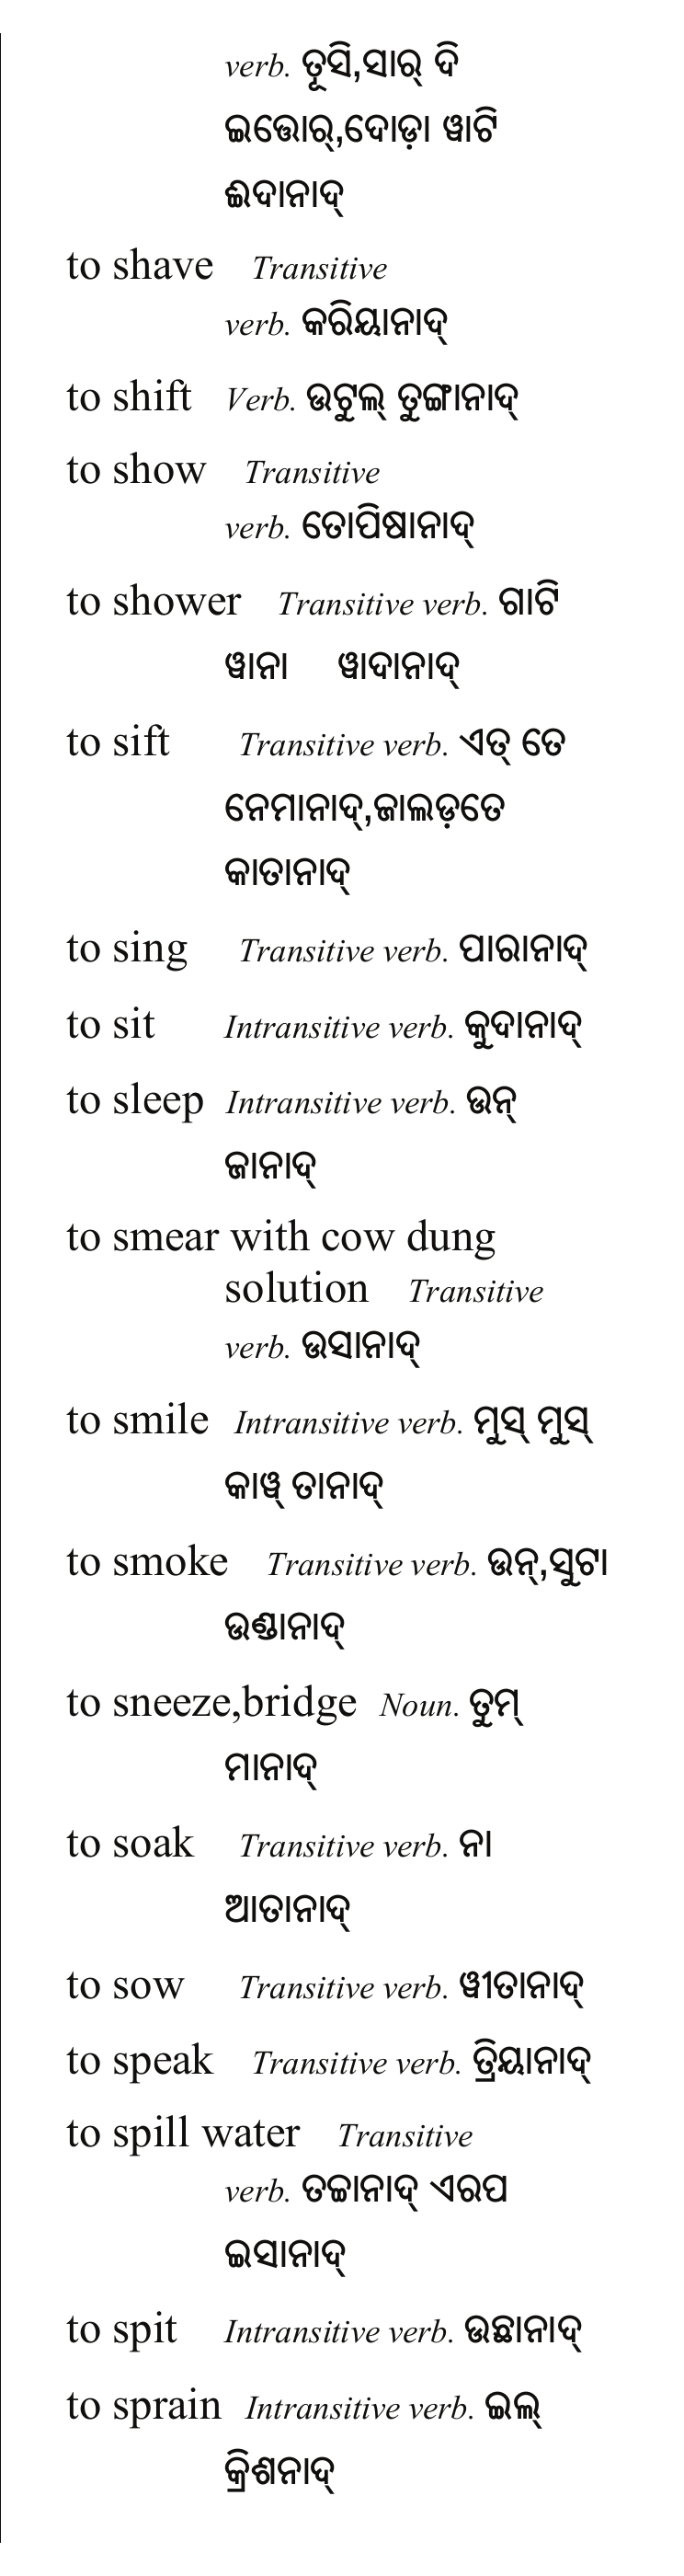 verb. ତୂସି,ସାର୍ ଦି
ଇତ୍ତୋର୍,ଦୋଡ଼ା ୱାଟି
ଈଦାନାଦ୍
to shave Transitive
verb. କରିୟାନାଦ୍
to shift Verb. ଉଟୁଲ୍ ତୁଙ୍ଗାନାଦ୍
to show Transitive
verb. ତୋପିଷାନାଦ୍
to shower Transitive verb. ଗାଟି
ୱାନା ୱାଦାନାଦ୍
to sift Transitive verb. ଏତ୍ ତେ
ନେମାନାଦ୍,ଜାଲଡ଼ତେ
କାତାନାଦ୍
to sing Transitive verb. ପାରାନାଦ୍
to sit Intransitive verb. କୁଦାନାଦ୍
to sleep Intransitive verb. ଉନ୍
ଜାନାଦ୍
to smear with cow dung
solution Transitive
verb. ଉସାନାଦ୍
to smile Intransitive verb. ମୁସ୍ ମୁସ୍
କାୱ୍ ତାନାଦ୍
to smoke Transitive verb. ଉନ୍,ସୁଟା
ଉଣ୍ଡାନାଦ୍
to sneeze,bridge Noun. ତୁମ୍
ମାନାଦ୍
to soak Transitive verb. ନା
ଆତାନାଦ୍
to sow Transitive verb. ୱୀତାନାଦ୍
to speak Transitive verb. ତ୍ରିୟାନାଦ୍
to spill water Transitive
verb. ତଚ୍ଚାନାଦ୍ ଏରପ
ଇସାନାଦ୍
to spit Intransitive verb. ଉଛାନାଦ୍
to sprain Intransitive verb. ଇଲ୍
କ୍ରିଶନାଦ୍